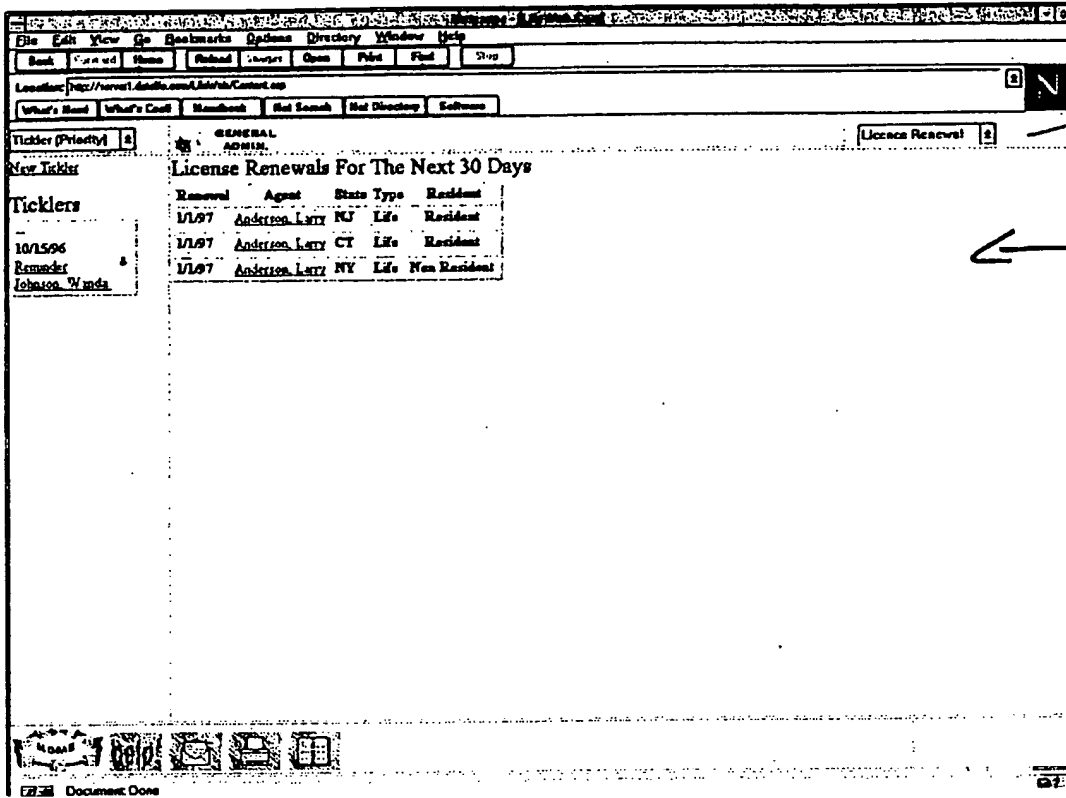 File Edit View Go Bookmarks Options Directory Window Help
Back Forward Home Reload Images Open Print Find Stop
Location:
What's New! What's Cool! Handbook Net Search Net Directory Software
Tickler (Priority)
GENERAL
ADMIN.
Licence Renewal
New Tickler
License Renewals For The Next 30 Days
Ticklers
Renewal Agent State Type Resident
1/1/97 Anderson, Larry NJ Life Resident
1/1/97 Anderson, Larry CT Life Resident
1/1/97 Anderson, Larry NY Life Non Resident
10/15/96
Reminder
Johnson, Wanda
HOME help!
Document: Done
N